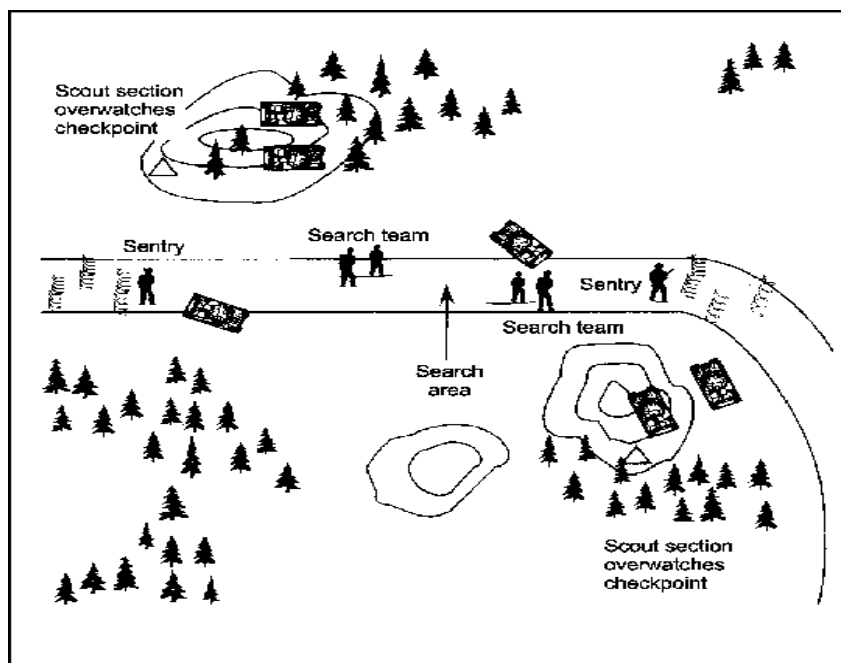 Scout section
overwatches
checkpoint
Sentry
Search team
Sentry
Search team
Search
area
Scout section
overwatches
checkpoint